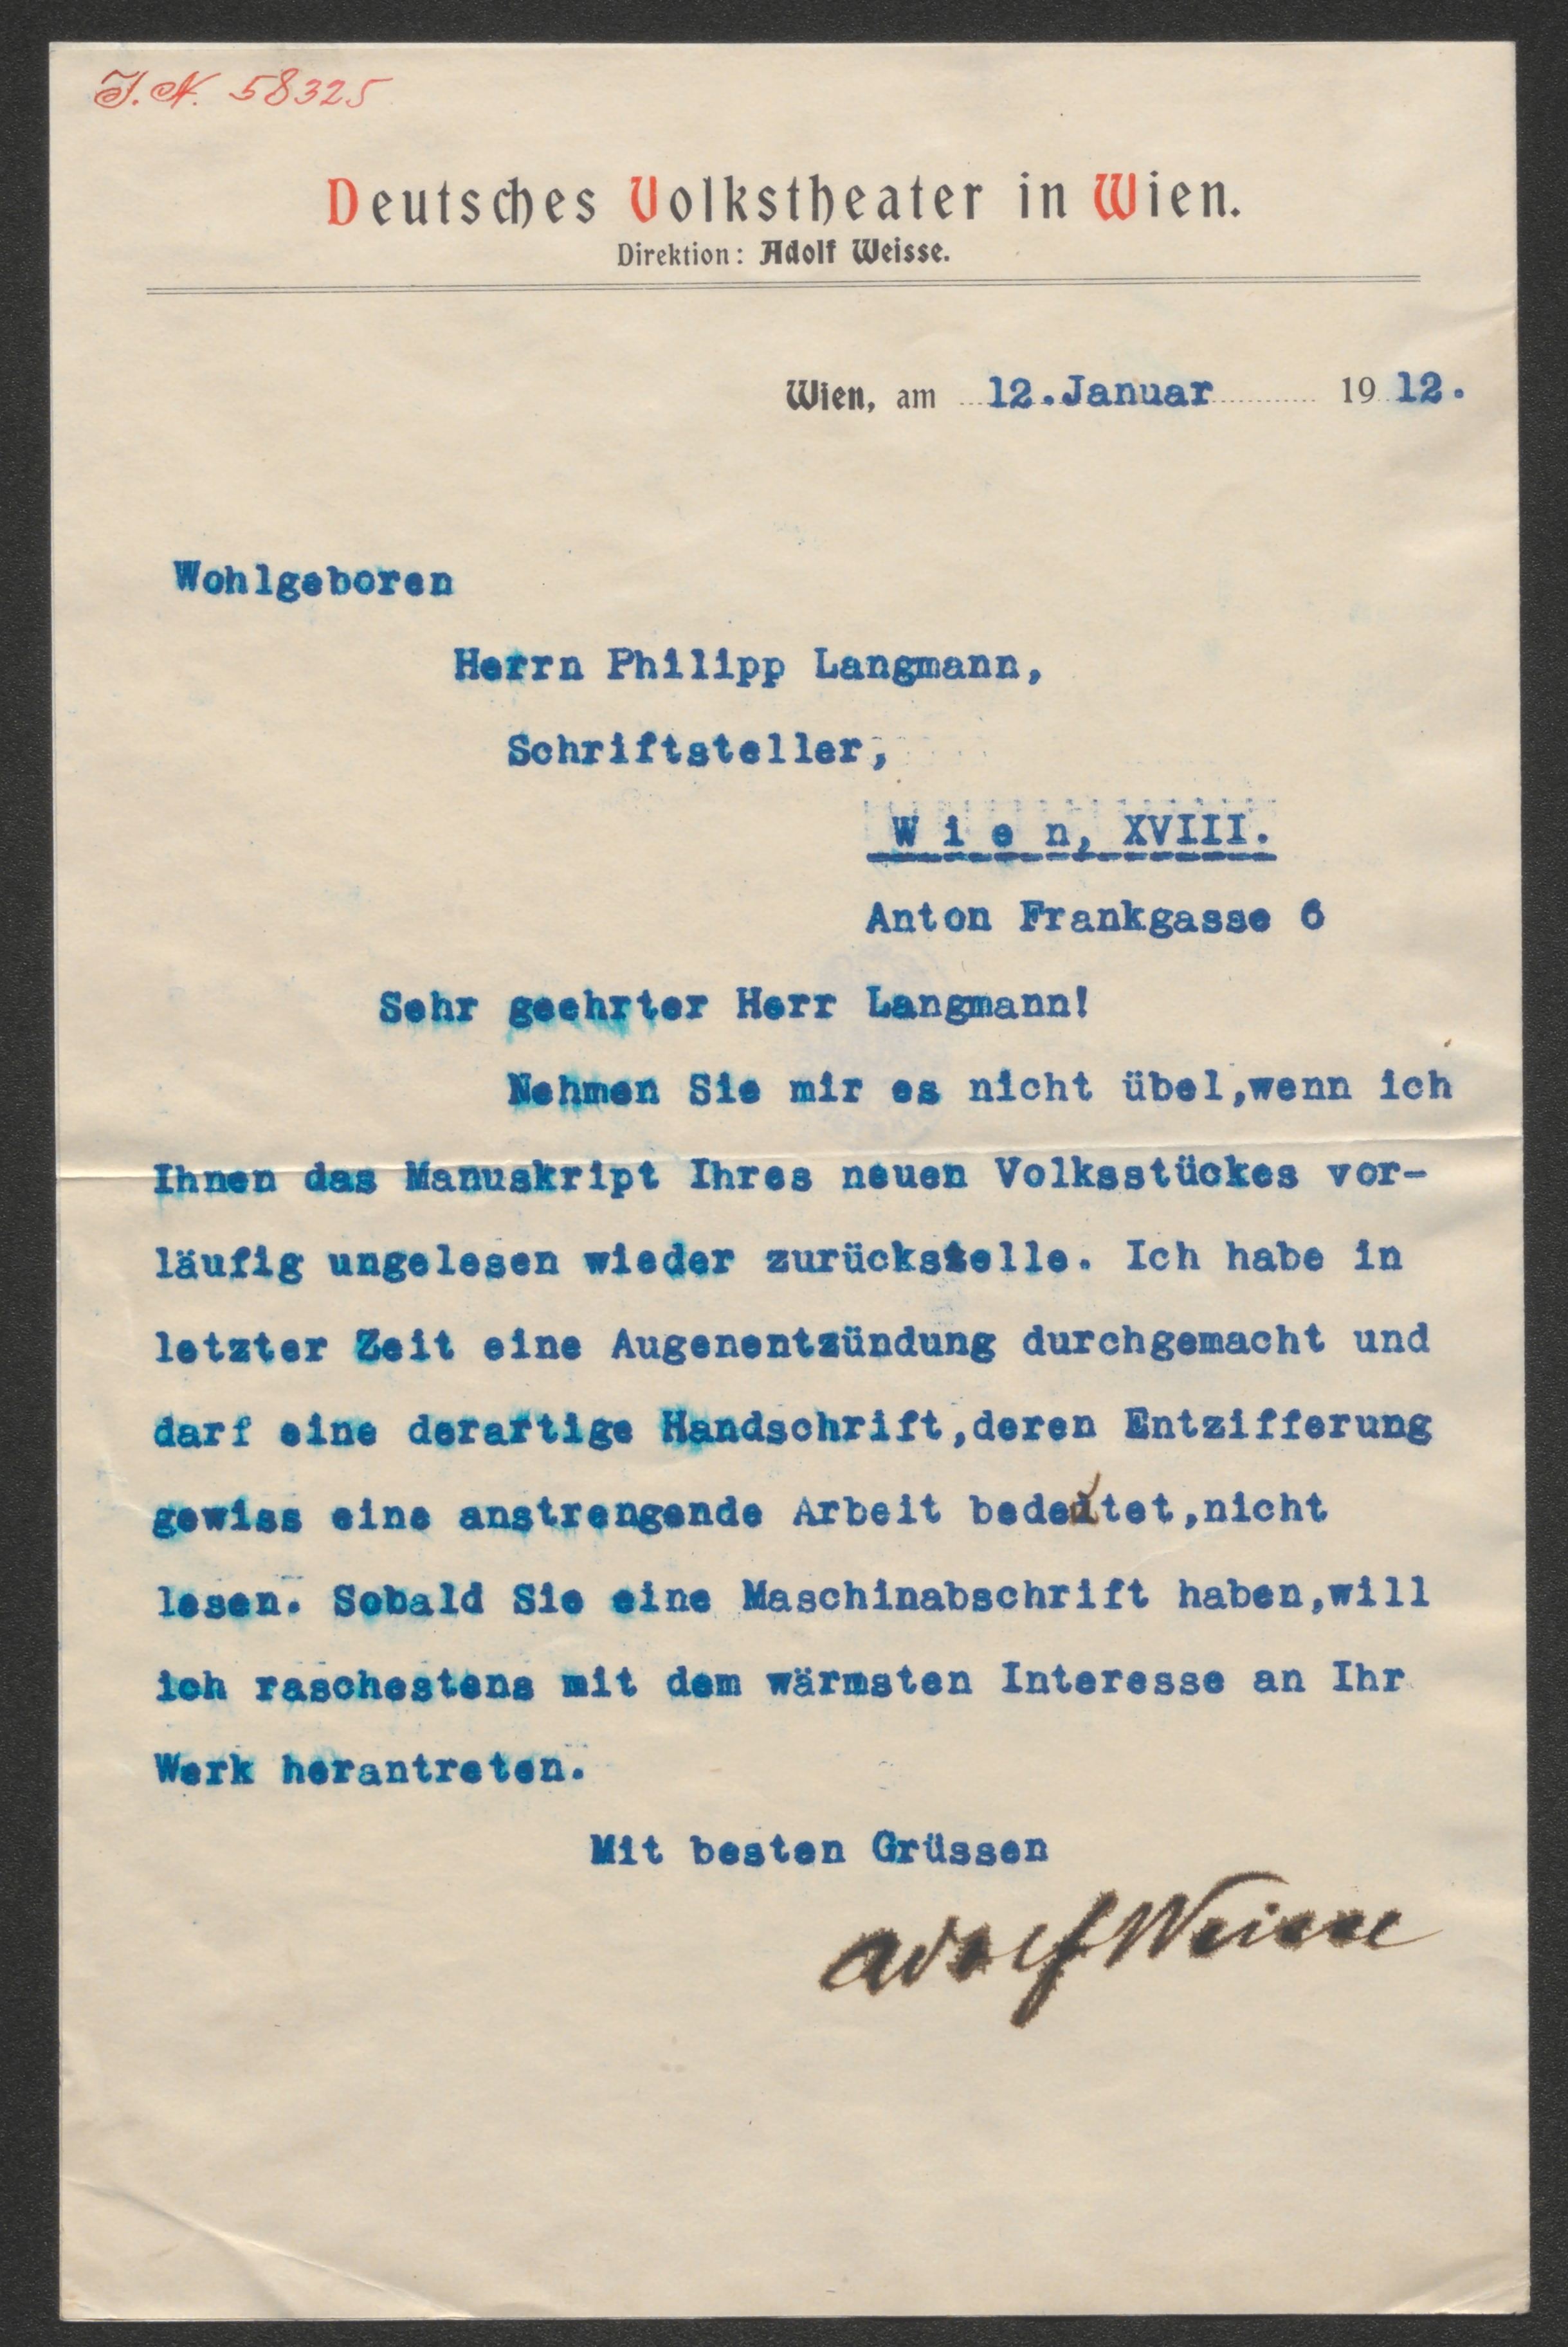 J. N. 58325
Deutsches Volkstheater in Wien.
Direktion: Adolf Weisse.
Wien, am 12.Januar 1912.
Wohlgeboren
Herrn Philipp Langmann,
Schriftsteller,
W i e n, XVIII.
Anton Frankgasse 6
Sehr geehrter Herr Langmann!
Nehmen Sie mir es nicht übel,wenn ich
Ihnen das Manuskript Ihres neuen Volksstückes vor-
läufig ungelesen wieder zurückstelle. Ich habe in
letzter Zeit eine Augenentzündung durchgemacht und
darf eine derartige Handschrift,deren Entzifferung
gewiss eine anstrengende Arbeit bedeutet,nicht
lesen. Sobald Sie eine Maschinabschrift haben,will
ich raschestens mit dem wärmsten Interesse an Ihr
Werk herantreten.
Mit besten Grüssen
Adolf Weisse